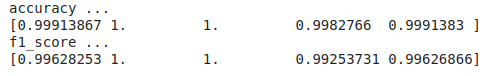 accuracy ...
[0.99913867 1.         1.         0.9982766  0.9991383 ]
f1_score ...
[0.99628253 1.         1.         0.99253731 0.99626866]